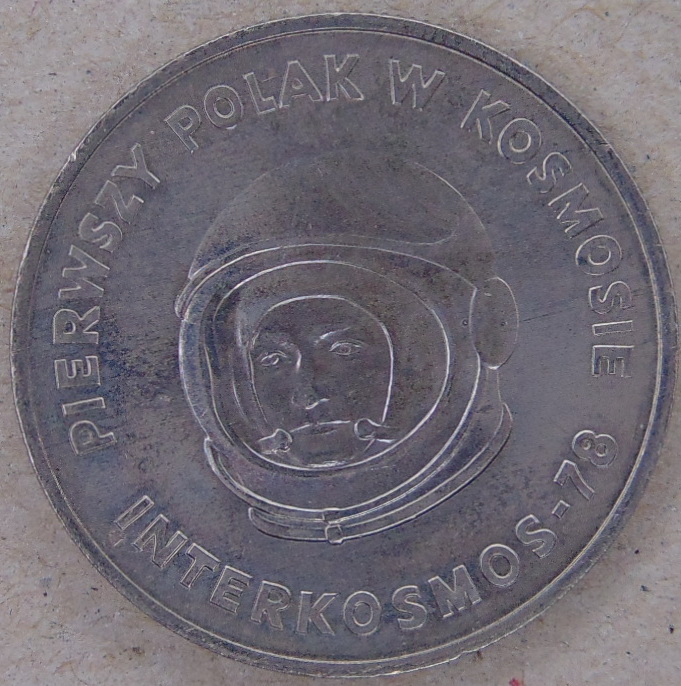 PIERWSZY POLAK W KOSMOSIE
INTERKOSMOS-78